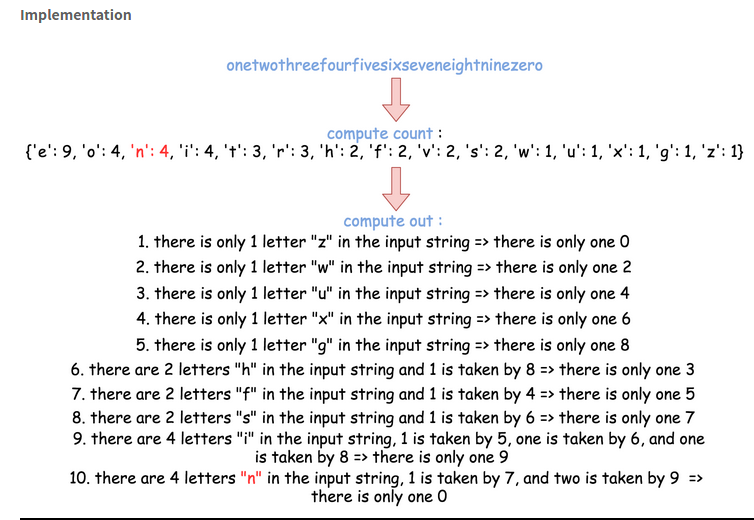 Implementation
onetwothreefourfivesixseveneightninezero
compute count :
{'e': 9, 'o': 4, 'n': 4, 'i': 4, 't': 3, 'r': 3, 'h': 2, 'f': 2, 'v': 2, 's': 2, 'w': 1, 'u': 1, 'x': 1, 'g': 1, 'z': 1}
compute out :
1. there is only 1 letter "z" in the input string => there is only one 0
2. there is only 1 letter "w" in the input string => there is only one 2
3. there is only 1 letter "u" in the input string => there is only one 4
4. there is only 1 letter "x" in the input string => there is only one 6
5. there is only 1 letter "g" in the input string => there is only one 8
6. there are 2 letters "h" in the input string and 1 is taken by 8 => there is only one 3
7. there are 2 letters "f" in the input string and 1 is taken by 4 => there is only one 5
8. there are 2 letters "s" in the input string and 1 is taken by 6 => there is only one 7
9. there are 4 letters "i" in the input string, 1 is taken by 5, one is taken by 6, and one
is taken by 8 => there is only one 9
10. there are 4 letters "n" in the input string, 1 is taken by 7, and two is taken by 9 =>
there is only one 0